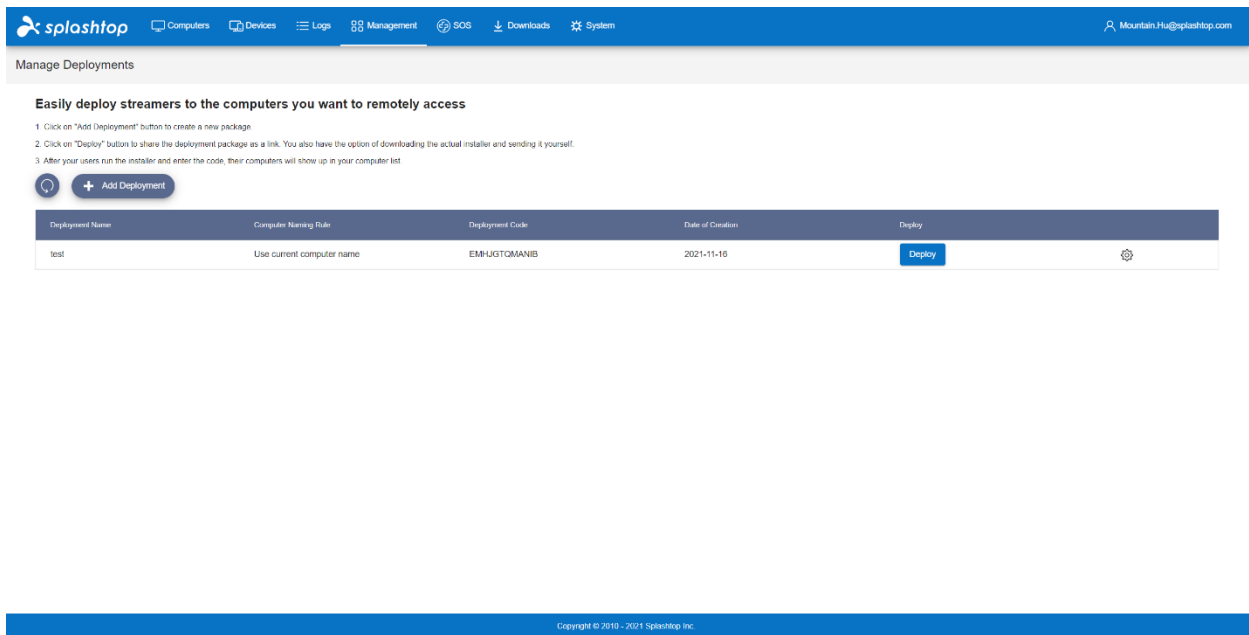 splashtop Computers Devices Logs Management SOS Downloads System Mountain.Hu@splashtop.com
Manage Deployments
Easily deploy streamers to the computers you want to remotely access
1. Click on "Add Deployment" button to create a new package.
2. Click on "Deploy" button to share the deployment package as a link. You also have the option of downloading the actual installer and sending it yourself.
3. After your users run the installer and enter the code, their computers will show up in your computer list.
+ Add Deployment
Deployment Name Computer Naming Rule Deployment Code Date of Creation Deploy
test Use current computer name EMHJGTQMANIB 2021-11-16 Deploy
Copyright © 2010 - 2021 Splashtop Inc.